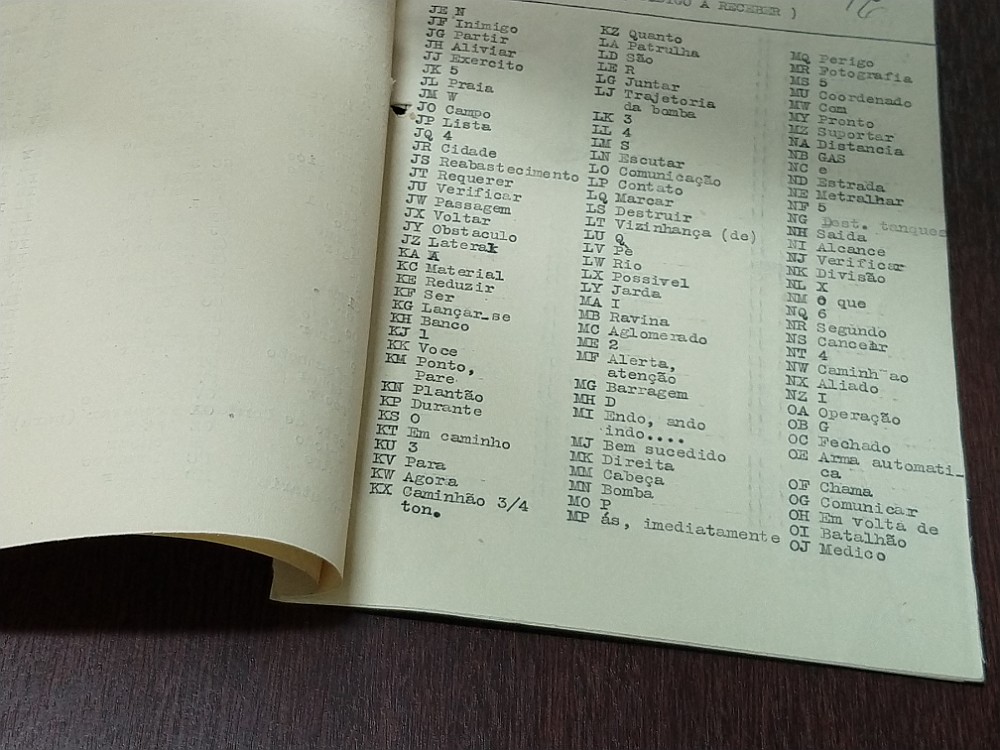 A RECEBER )
JE N
JF Inimigo
JG Partir
JH Aliviar
JJ Exercito
JK 5
JL Praia
JM W
JO Campo
JP Lista
JQ 4
JR Cidade
JS Reabastecimento
JT Requerer
JU Verificar
JW Passagem
JX Voltar
JY Obstaculo
JZ Lateral
KA A
KC Material
KE Reduzir
KF Ser
KG Lançar_se
KH Banco
KJ 1
KK Voce
KM Ponto,
Pare
KN Plantão
KP Durante
KS O
KT Em caminho
KU 3
KV Para
KW Agora
KX Caminhão 3/4
ton.
KZ Quanto
LA Patrulha
LD São
LE R
LG Juntar
LJ Trajetoria
da bomba
LK 3
LL 4
LM S
LN Escutar
LO Comunicação
LP Contato
LQ Marcar
LS Destruir
LT Vizinhança (de)
LU Q
LV Pe
LW Rio
LX Possivel
LY Jarda
MA I
MB Ravina
MC Aglomerado
ME 2
MF Alerta,
atenção
MG Barragem
MH D
MI Endo, ando
indo....
MJ Bem sucedido
MK Direita
MM Cabeça
MN Bomba
MO P
MP ás, imediatamente
MQ Perigo
MR Fotografia
MS 5
MU Coordenado
MW Com
MY Pronto
MZ Suportar
NA Distancia
NB GAS
NC e
ND Estrada
NE Metralhar
NF 5
NG Dest. tanques
NH Saida
NI Alcance
NJ Verificar
NK Divisão
NL X
NM O que
NQ 6
NR Segundo
NS Cancelar
NT 4
NW Caminh~ao
NX Aliado
NZ I
OA Operação
OB G
OC Fechado
OE Arma automati_
ca
OF Chama
OG Comunicar
OH Em volta de
OI Batalhão
OJ Medico